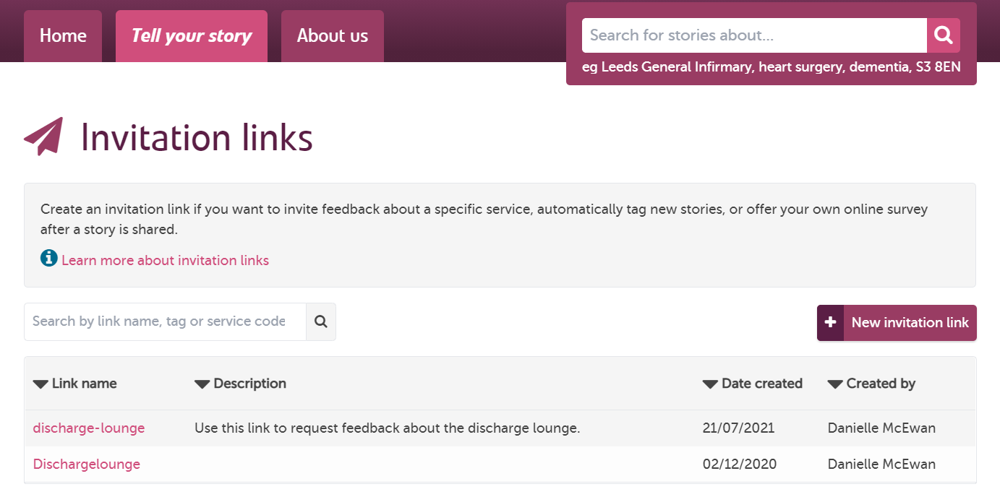 Home Tell your story About us
Search for stories about...
eg Leeds General Infirmary, heart surgery, dementia, S3 8EN
Invitation links
Create an invitation link if you want to invite feedback about a specific service, automatically tag new stories, or offer your own online survey
after a story is shared.
Learn more about invitation links
Search by link name, tag or service code
New invitation link
Link name Description Date created Created by
discharge-lounge Use this link to request feedback about the discharge lounge. 21/07/2021 Danielle McEwan
Dischargelounge 02/12/2020 Danielle McEwan